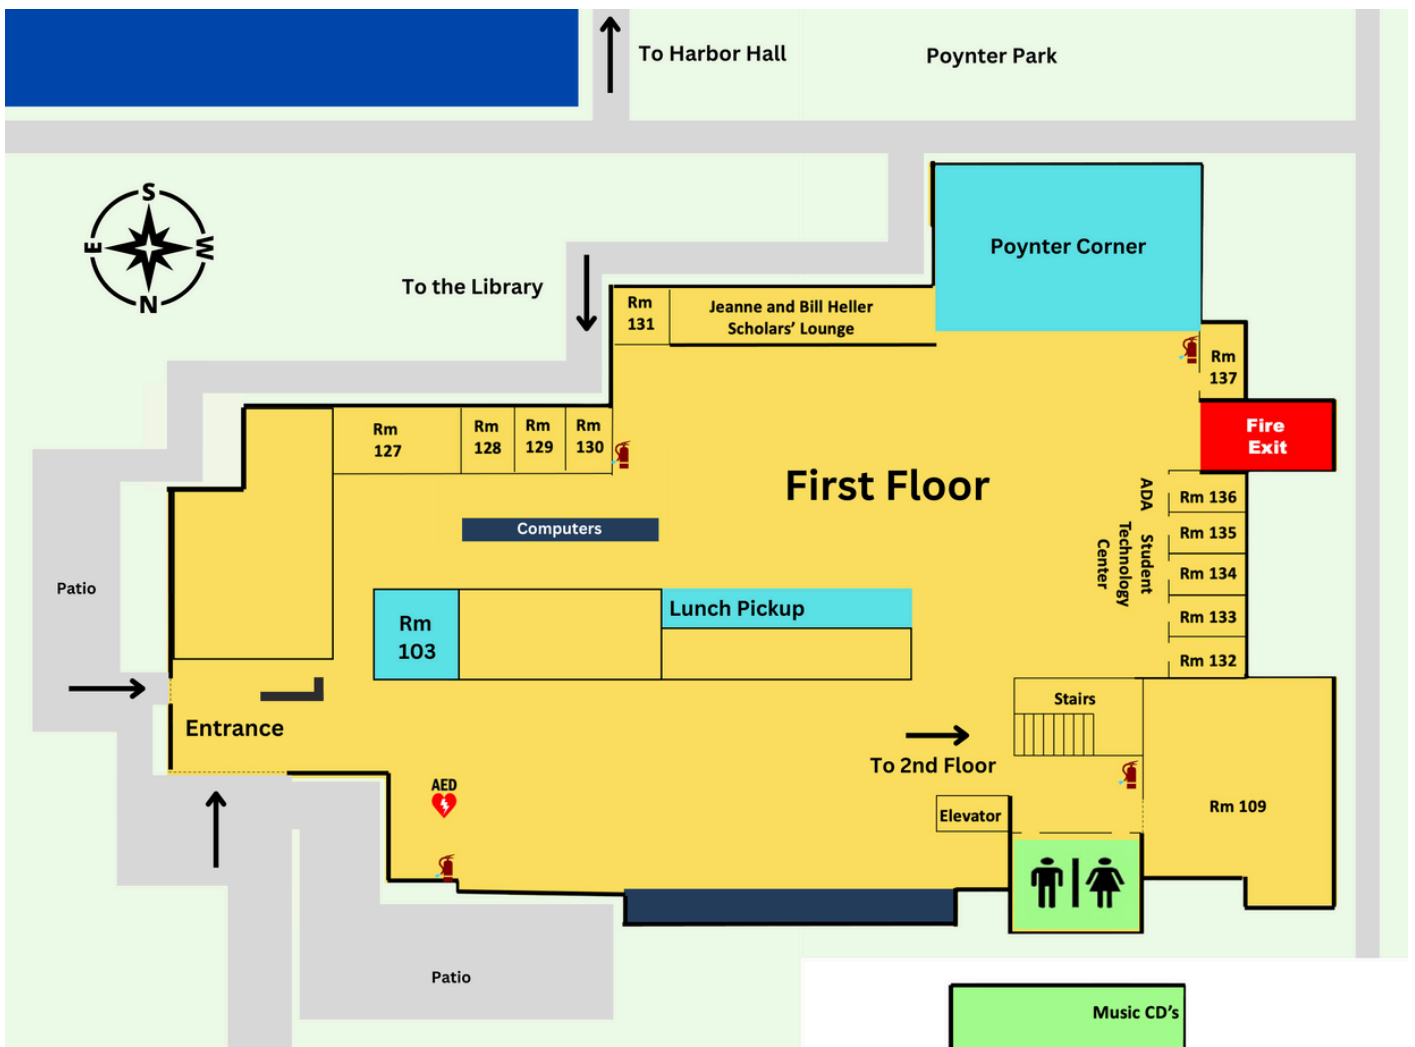 To Harbor Hall
Poynter Park
S
E
W
N
To the Library
Poynter Corner
Rm
131
Jeanne and Bill Heller
Scholars' Lounge
Rm
137
Fire
Exit
Rm
127
Rm
128
Rm
129
Rm
130
First Floor
ADA
Student
Technology
Center
Rm 136
Rm 135
Rm 134
Rm 133
Rm 132
Computers
Patio
Rm
103
Lunch Pickup
Entrance
Stairs
To 2nd Floor
AED
Elevator
Rm 109
Patio
Music CD's